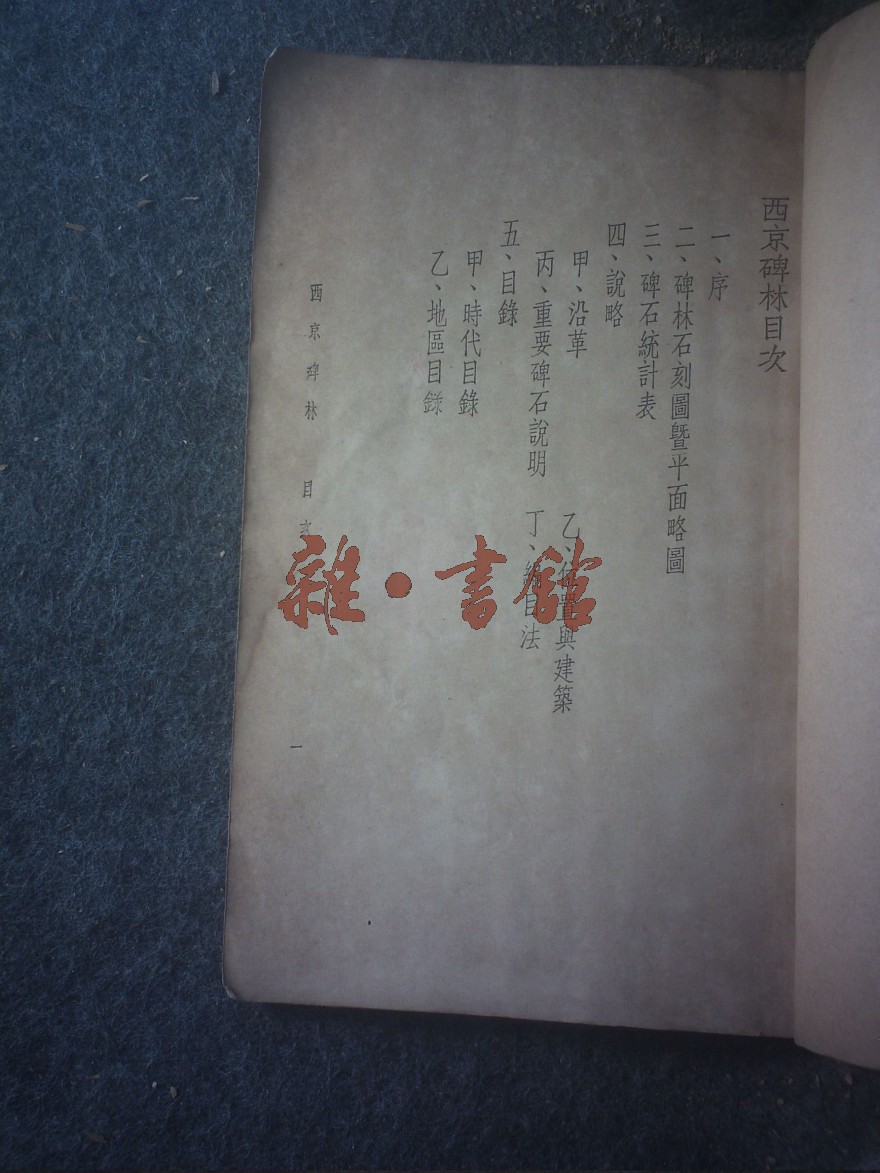 西京碑林目次
一、序
二、碑林石刻圖暨平面略圖
三、碑石統計表
四、說略
甲、沿革
乙、位置與建築
丙、重要碑石說明
丁、編目法
五、目錄
甲、時代目錄
乙、地區目錄
西京碑林 目次
一
雜·書館